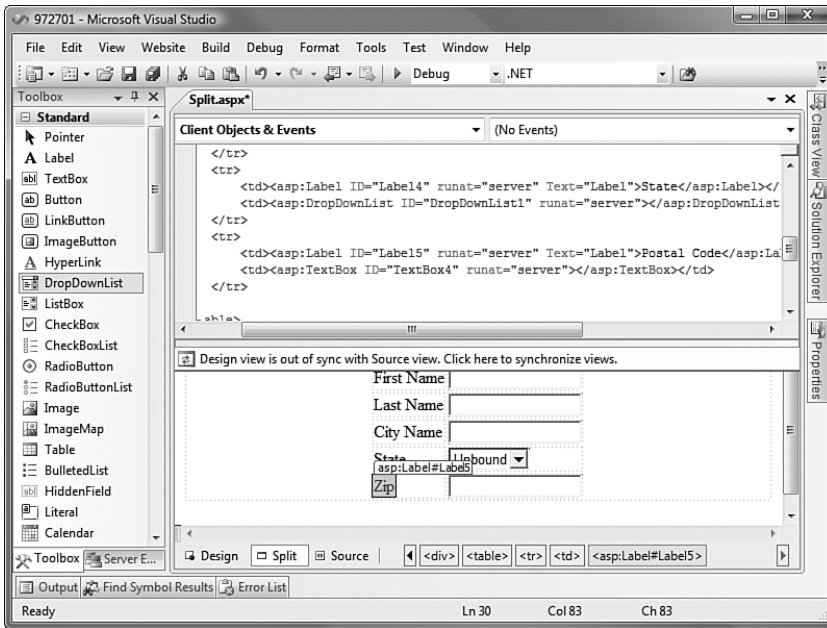 972701 - Microsoft Visual Studio
File Edit View Website Build Debug Format Tools Test Window Help
Debug .NET
Toolbox
Standard
Pointer
A Label
TextBox
Button
LinkButton
ImageButton
A HyperLink
DropDownList
ListBox
CheckBox
CheckBoxList
RadioButton
RadioButtonList
Image
ImageMap
Table
BulletedList
HiddenField
Literal
Calendar
Toolbox Server E...
Split.aspx*
Client Objects & Events (No Events)
</tr>
<tr>
<td><asp:Label ID="Label4" runat="server" Text="Label">State</asp:Label></
<td><asp:DropDownList ID="DropDownList1" runat="server"></asp:DropDownList
</tr>
<tr>
<td><asp:Label ID="Label5" runat="server" Text="Label">Postal Code</asp:La
<td><asp:TextBox ID="TextBox4" runat="server"></asp:TextBox></td>
</tr>
able>
Design view is out of sync with Source view. Click here to synchronize views.
First Name
Last Name
City Name
State Unbound
asp:Label#Label5
Zip
Design Split Source <div> <table> <tr> <td> <asp:Label#Label5>
Class View
Solution Explorer
Properties
Output Find Symbol Results Error List
Ready Ln 30 Col 83 Ch 83